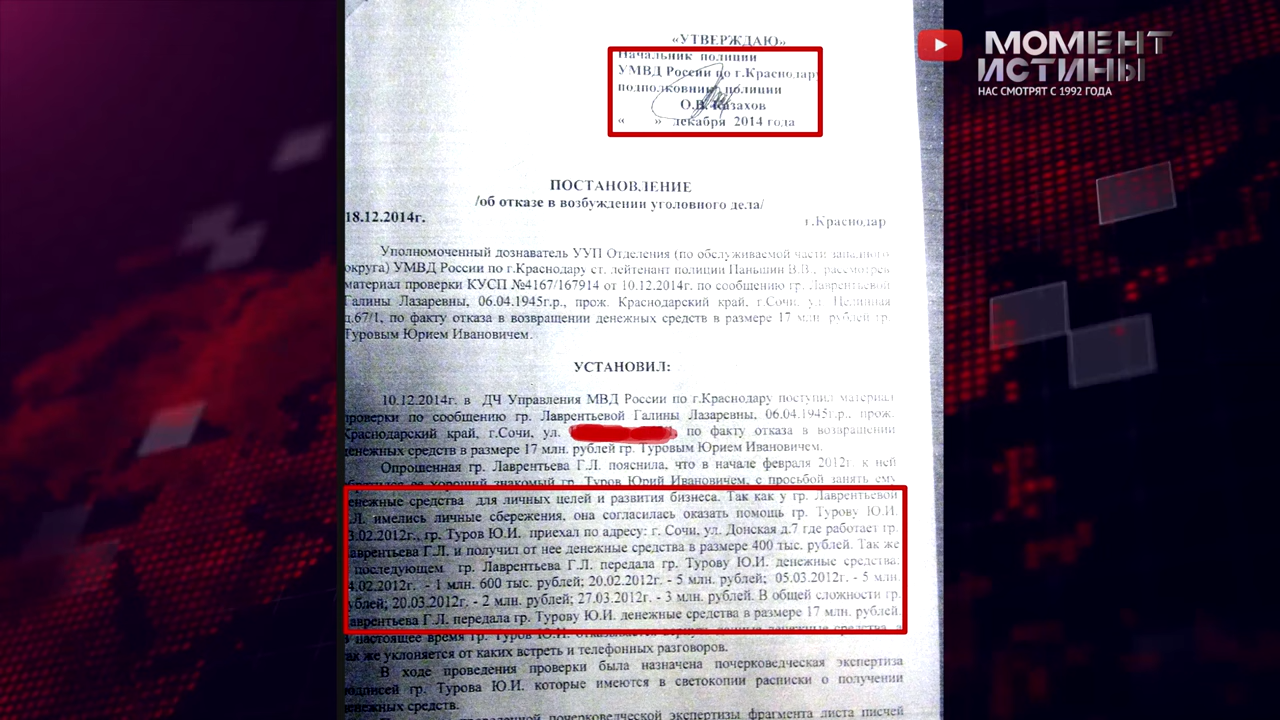 МОМЕНТ
ИСТИНЫ
НАС СМОТРЯТ С 1992 ГОДА
«УТВЕРЖДАЮ»
Начальник полиции
УМВД России по г.Краснодару
подполковник полиции
О.В. Казахов
« » декабря 2014 года
ПОСТАНОВЛЕНИЕ
/об отказе в возбуждении уголовного дела/
18.12.2014г.
г.Краснодар
Уполномоченный дознаватель УУП Отделения (по обслуживаемой части западного
округа) УМВД России по г.Краснодару ст. лейтенант полиции Паньшин В.В., рассмотрев
материал проверки КУСП №4167/167914 от 10.12.2014г. по сообщению гр. Лаврентьевой
Галины Лазаревны, 06.04.1945г.р., прож. Краснодарский край, г.Сочи, ул. Целинная
д.67/1, по факту отказа в возвращении денежных средств в размере 17 млн. рублей гр.
Туровым Юрием Ивановичем.
УСТАНОВИЛ:
10.12.2014г. в ДЧ Управления МВД России по г.Краснодару поступил материал
проверки по сообщению гр. Лаврентьевой Галины Лазаревны, 06.04.1945г.р., прож.
Краснодарский край, г.Сочи, ул. по факту отказа в возвращении
денежных средств в размере 17 млн. рублей гр. Туровым Юрием Ивановичем.
Опрошенная гр. Лаврентьева Г.Л. пояснила, что в начале февраля 2012г. к ней
хороший знакомый гр. Туров Юрий Ивановичем, с просьбой занять ему
енежные средства для личных целей и развития бизнеса. Так как у гр. Лаврентьевой
.Л. имелись личные сбережения, она согласилась оказать помощь гр. Турову Ю.И.
3.02.2012г., гр. Туров Ю.И. приехал по адресу: г. Сочи, ул. Донская д.7 где работает гр.
аврентьева Г.Л. и получил от нее денежные средства в размере 400 тыс. рублей. Так же
последующем гр. Лаврентьева Г.Л. передала гр. Турову Ю.И. денежные средства,
4.02.2012г. - 1 млн. 600 тыс. рублей; 20.02.2012г. - 5 млн. рублей; 05.03.2012г. - 5 млн.
ублей; 20.03.2012г. - 2 млн. рублей; 27.03.2012г. - 3 млн. рублей. В общей сложности гр.
аврентьева Г.Л. передала гр. Турову Ю.И. денежные средства в размере 17 млн. рублей.
В настоящее время гр. Туров Ю.И. отказывается вернуть данные денежные средства, а
так же уклоняется от каких встреть и телефонных разговоров.
В ходе проведения проверки была назначена почерковедческая экспертиза
одписей гр. Турова Ю.И. которые имеются в светокопии расписки о получении
енежных средств.
почерковедческой экспертизы фрагмента листа писчей